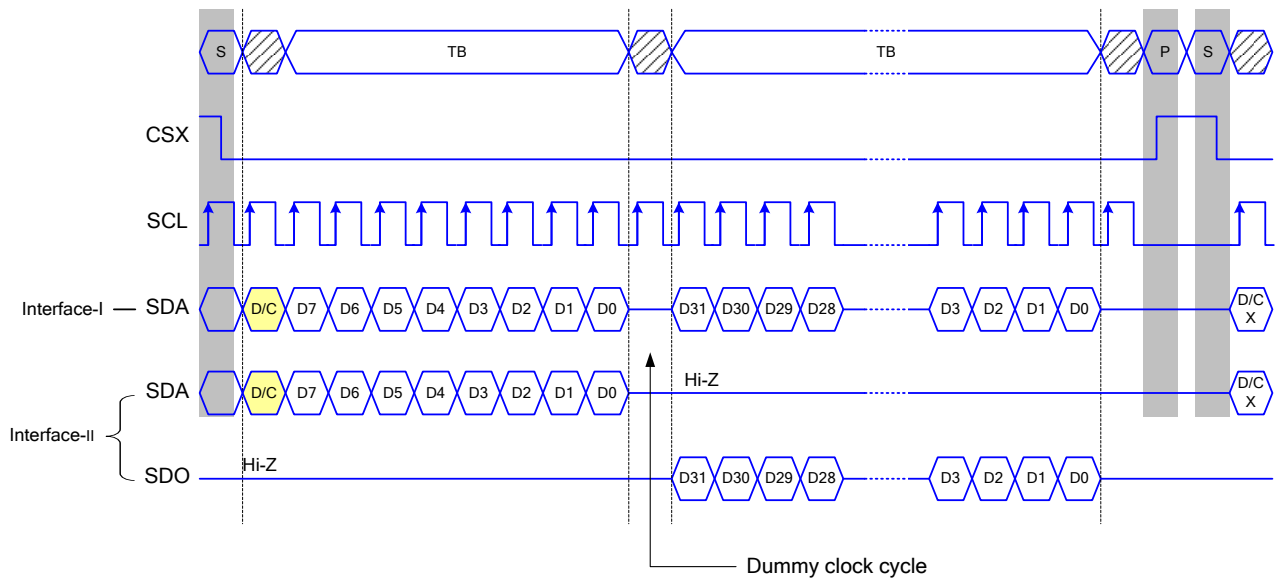 S TB TB P S
CSX
SCL
Interface-I SDA D/C D7 D6 D5 D4 D3 D2 D1 D0 D31 D30 D29 D28 D3 D2 D1 D0 D/C X
SDA D/C D7 D6 D5 D4 D3 D2 D1 D0 Hi-Z D/C X
Interface-II
SDO Hi-Z D31 D30 D29 D28 D3 D2 D1 D0
Dummy clock cycle